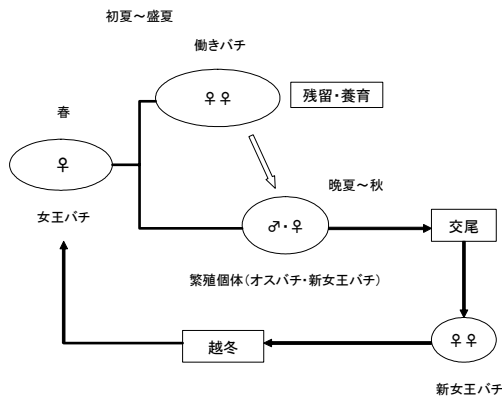 初夏～盛夏
働きバチ
♀♀
残留・養育
春
♀
女王バチ
晩夏～秋
♂・♀
交尾
繁殖個体(オスバチ・新女王バチ)
越冬
♀♀
新女王バチ